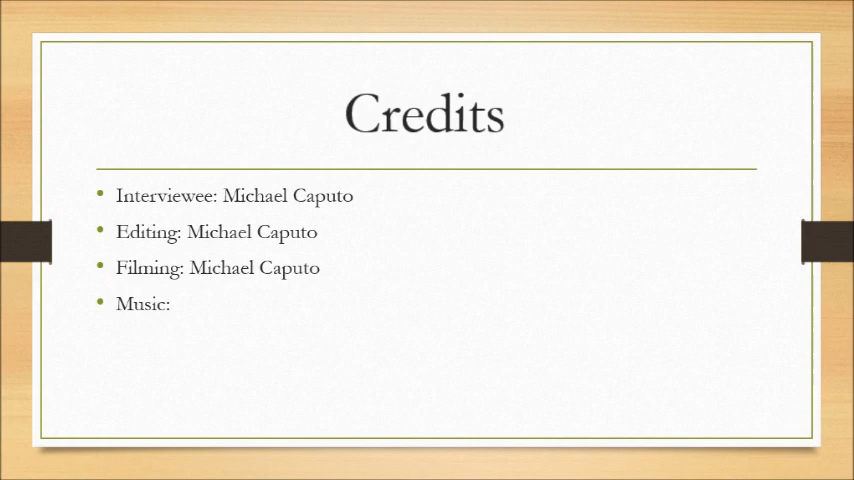 Credits
• Interviewee: Michael Caputo
• Editing: Michael Caputo
• Filming: Michael Caputo
• Music: